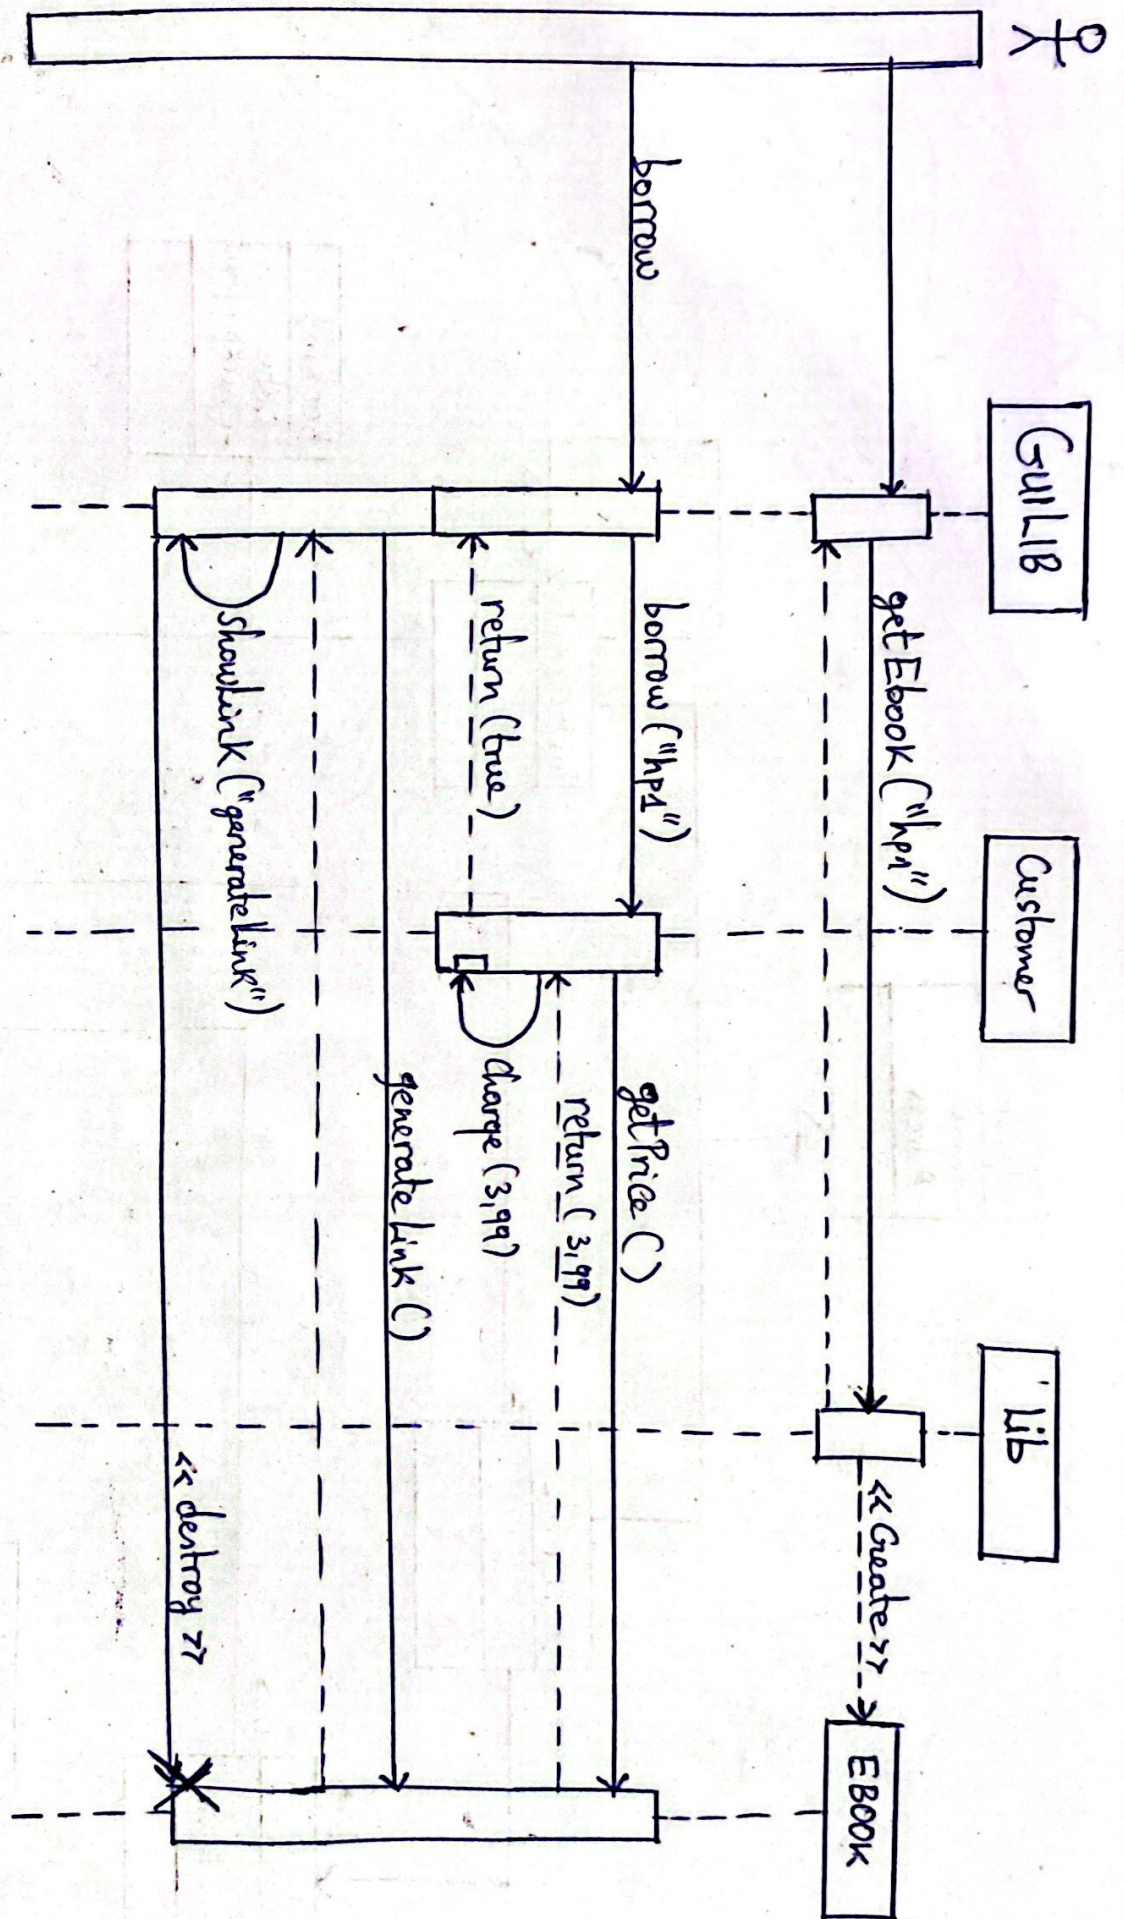 GUILIB
Customer
Lib
getEbook ("hp1")
<<Create>>
EBOOK
borrow
borrow ("hp1")
getPrice ()
return (3,99)
return (true)
Charge (3,99)
generateLink ()
showLink ("generateLink")
<< destroy >>